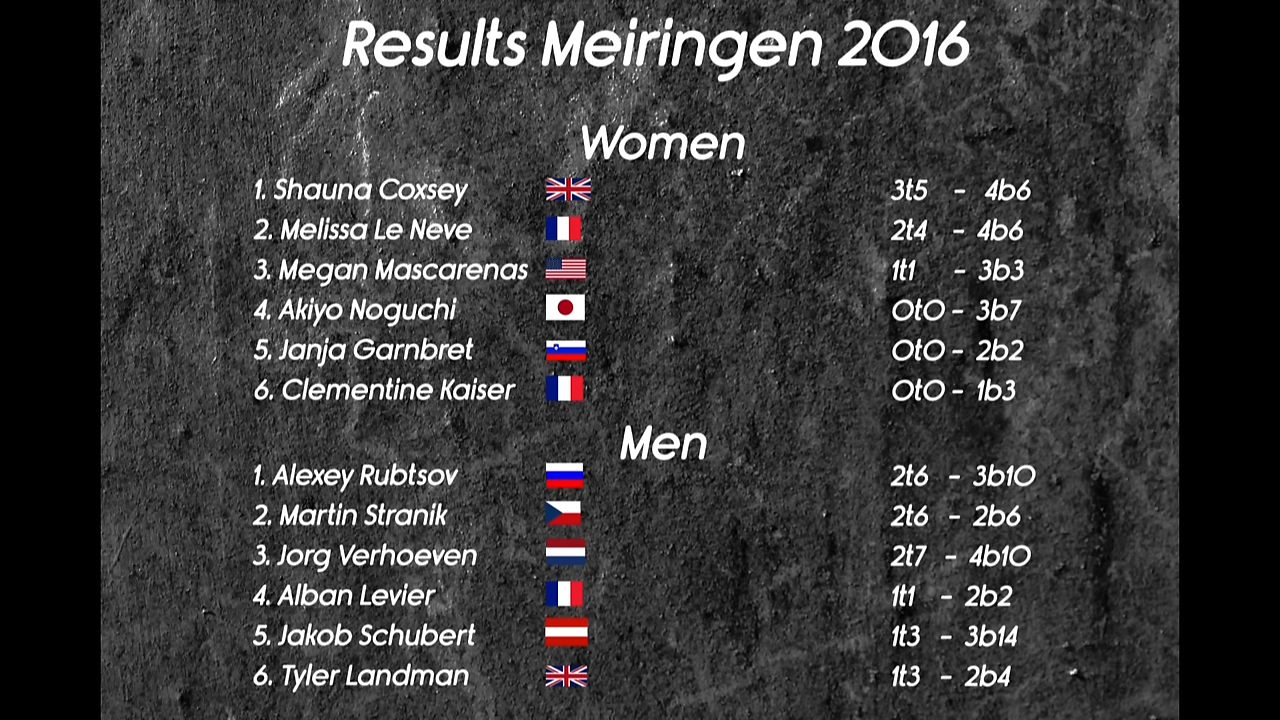 Results Meiringen 2016
Women
1. Shauna Coxsey 3t5 - 4b6
2. Melissa Le Neve 2t4 - 4b6
3. Megan Mascarenas 1t1 - 3b3
4. Akiyo Noguchi 0t0 - 3b7
5. Janja Garnbret 0t0 - 2b2
6. Clementine Kaiser 0t0 - 1b3
Men
1. Alexey Rubtsov 2t6 - 3b10
2. Martin Stranik 2t6 - 2b6
3. Jorg Verhoeven 2t7 - 4b10
4. Alban Levier 1t1 - 2b2
5. Jakob Schubert 1t3 - 3b14
6. Tyler Landman 1t3 - 2b4